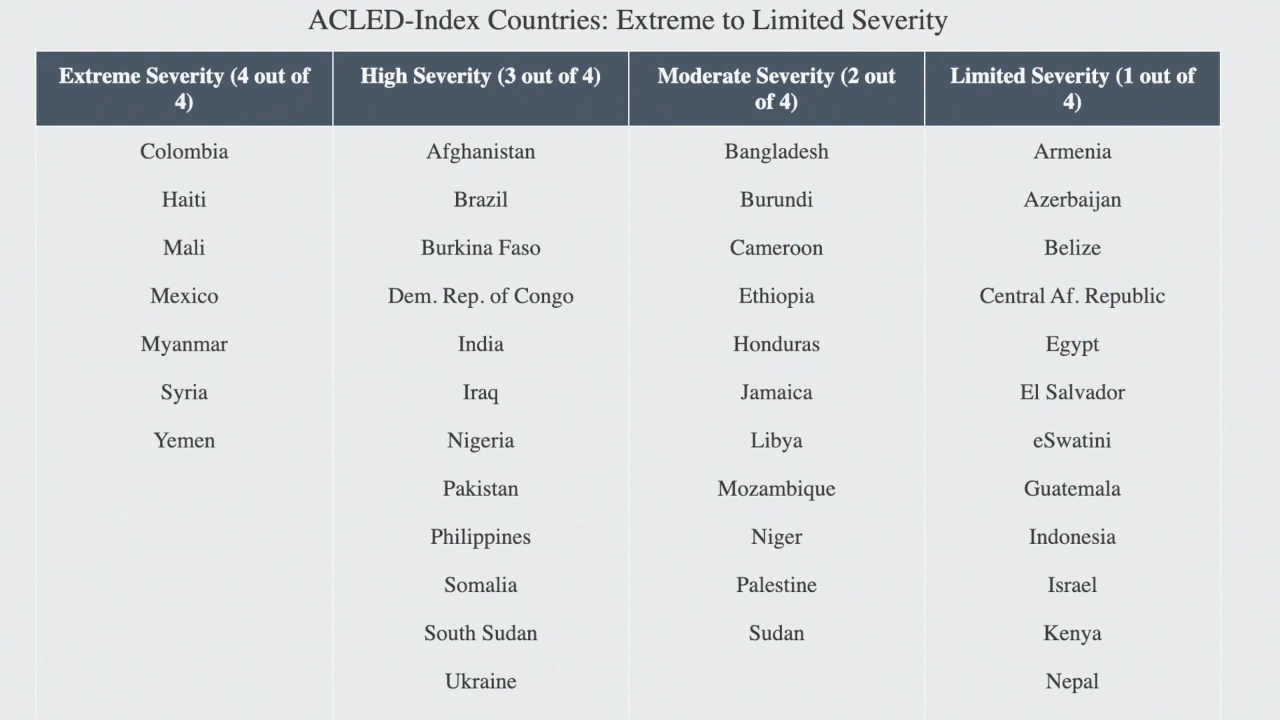 ACLED-Index Countries: Extreme to Limited Severity
Extreme Severity (4 out of
4)
High Severity (3 out of 4)
Moderate Severity (2 out
of 4)
Limited Severity (1 out of
4)
Colombia
Afghanistan
Bangladesh
Armenia
Haiti
Brazil
Burundi
Azerbaijan
Mali
Burkina Faso
Cameroon
Belize
Mexico
Dem. Rep. of Congo
Ethiopia
Central Af. Republic
Myanmar
India
Honduras
Egypt
Syria
Iraq
Jamaica
El Salvador
Yemen
Nigeria
Libya
eSwatini
Pakistan
Mozambique
Guatemala
Philippines
Niger
Indonesia
Somalia
Palestine
Israel
South Sudan
Sudan
Kenya
Ukraine
Nepal